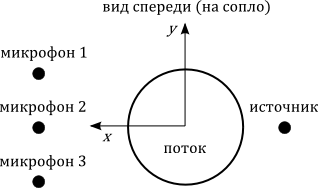 вид спереди (на сопло)
y
микрофон 1
микрофон 2
источник
x
поток
микрофон 3